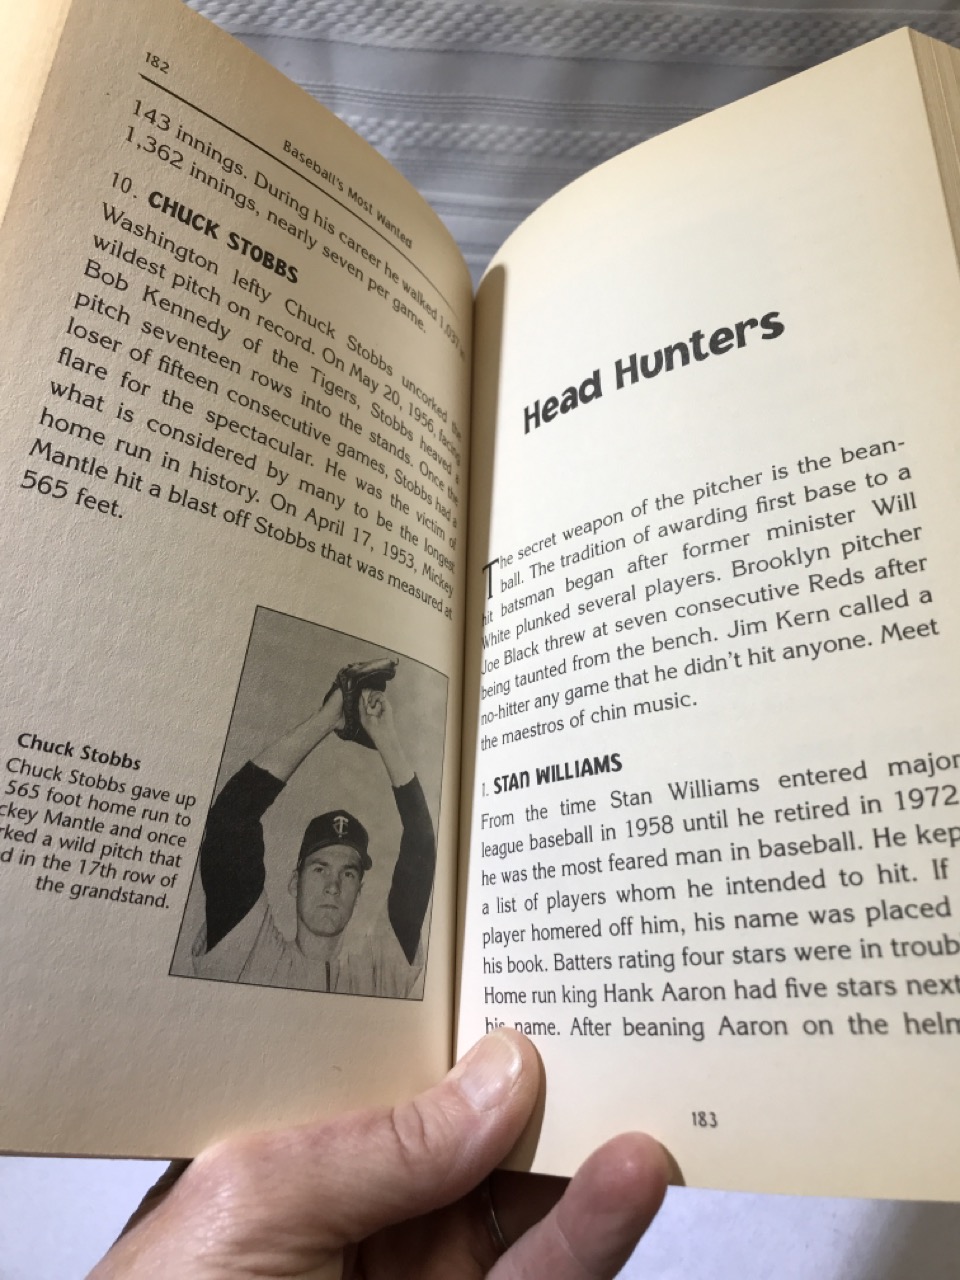 182
Baseball's Most Wanted
143 innings. During his career he walked 1,031 in
1,362 innings, nearly seven per game.
10. CHUCK STOBBS
Washington lefty Chuck Stobbs uncorked the
wildest pitch on record. On May 20, 1956, facing
Bob Kennedy of the Tigers, Stobbs heaved a
pitch seventeen rows into the stands. Once the
loser of fifteen consecutive games, Stobbs had a
flare for the spectacular. He was the victim of
what is considered by many to be the longest
home run in history. On April 17, 1953, Mickey
Mantle hit a blast off Stobbs that was measured at
565 feet.
Chuck Stobbs
Chuck Stobbs gave up
565 foot home run to
ckey Mantle and once
rked a wild pitch that
d in the 17th row of
the grandstand.
Head Hunters
The secret weapon of the pitcher is the bean-
ball. The tradition of awarding first base to a
hit batsman began after former minister Will
White plunked several players. Brooklyn pitcher
Joe Black threw at seven consecutive Reds after
being taunted from the bench. Jim Kern called a
no-hitter any game that he didn't hit anyone. Meet
the maestros of chin music.
1. STAN WILLIAMS
From the time Stan Williams entered major
league baseball in 1958 until he retired in 1972
he was the most feared man in baseball. He kep
a list of players whom he intended to hit. If
player homered off him, his name was placed
his book. Batters rating four stars were in troub
Home run king Hank Aaron had five stars next
his name. After beaning Aaron on the helm
183